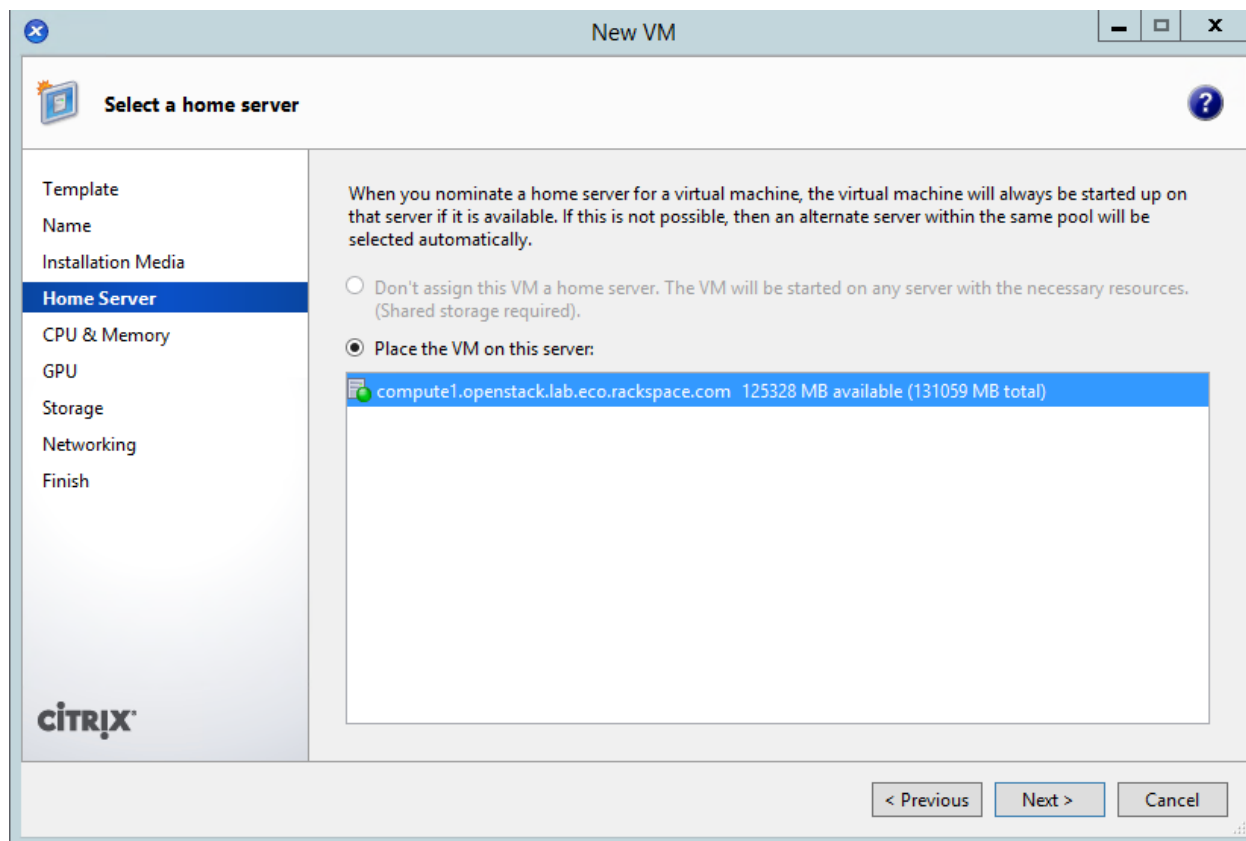 New VM
Select a home server
Template
Name
Installation Media
Home Server
CPU & Memory
GPU
Storage
Networking
Finish
CITRIX
When you nominate a home server for a virtual machine, the virtual machine will always be started up on
that server if it is available. If this is not possible, then an alternate server within the same pool will be
selected automatically.
Don't assign this VM a home server. The VM will be started on any server with the necessary resources.
(Shared storage required).
Place the VM on this server:
compute1.openstack.lab.eco.rackspace.com 125328 MB available (131059 MB total)
< Previous
Next >
Cancel